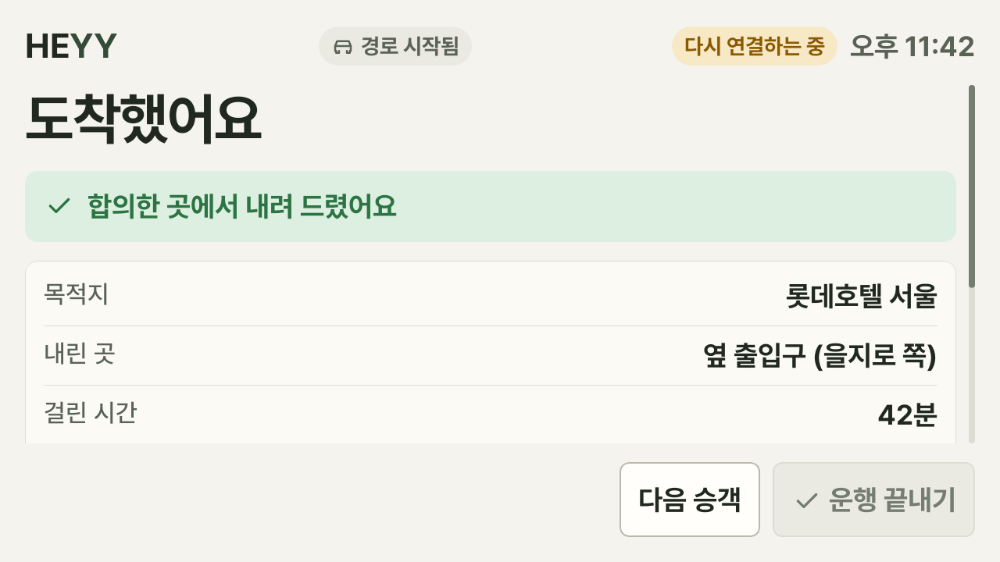 HEYY
경로 시작됨
다시 연결하는 중
오후 11:42
도착했어요
합의한 곳에서 내려 드렸어요
목적지
롯데호텔 서울
내린 곳
옆 출입구 (을지로 쪽)
걸린 시간
42분
다음 승객
운행 끝내기